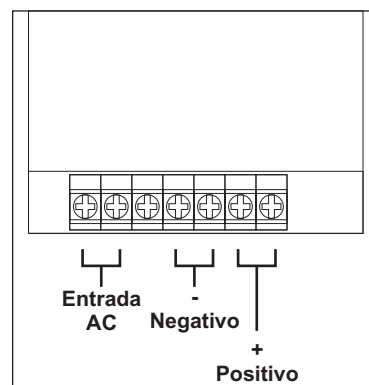 Entrada
AC
-
Negativo
+
Positivo